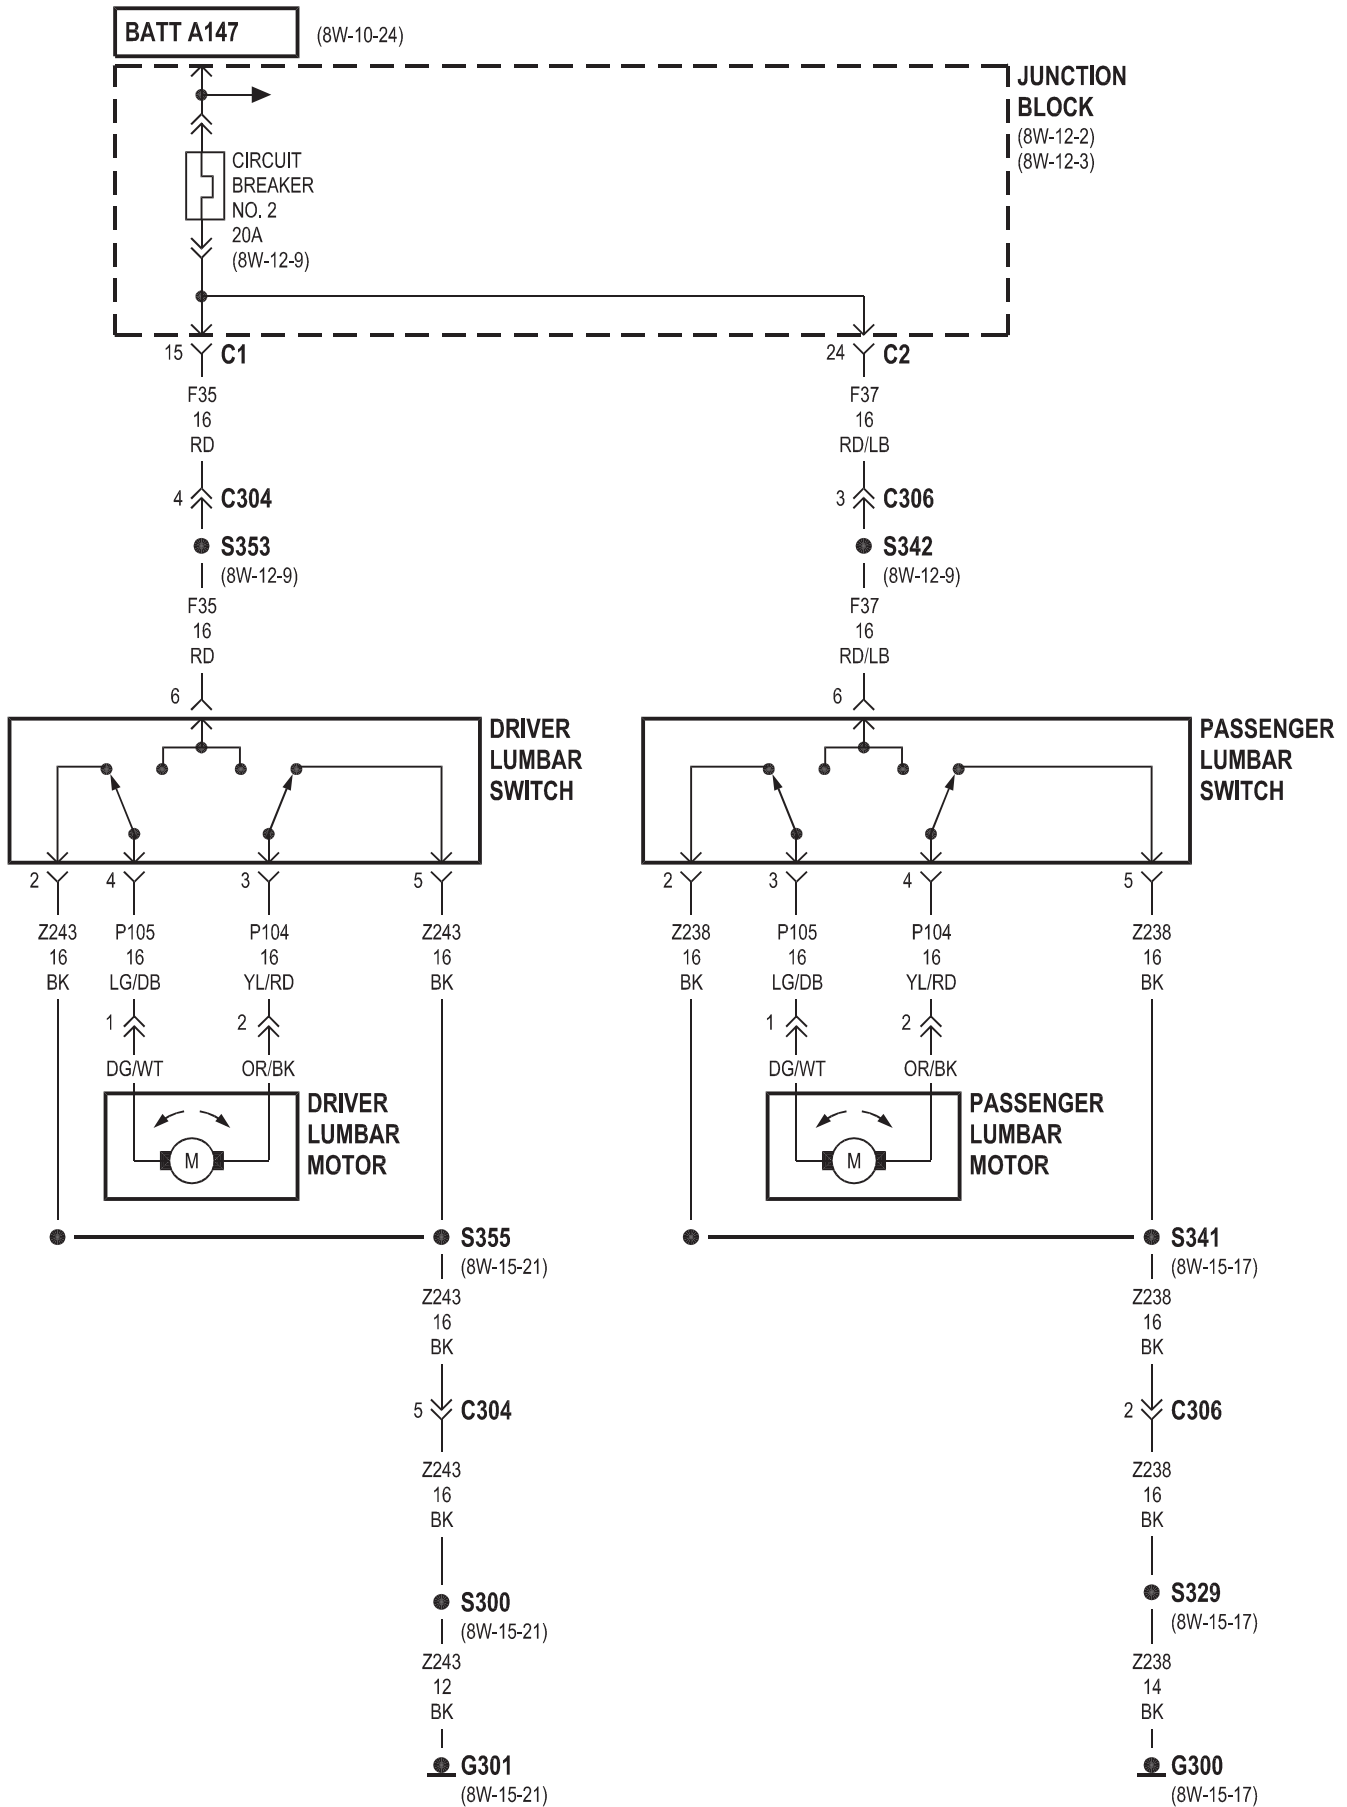 BATT A147 (8W-10-24)
JUNCTION
BLOCK
(8W-12-2)
(8W-12-3)
CIRCUIT
BREAKER
NO. 2
20A
(8W-12-9)
15 C1
24 C2
F35
16
RD
F37
16
RD/LB
4 C304
3 C306
S353
(8W-12-9)
S342
(8W-12-9)
F35
16
RD
F37
16
RD/LB
6
6
DRIVER
LUMBAR
SWITCH
PASSENGER
LUMBAR
SWITCH
2 4 3 5
2 3 4 5
Z243
16
BK
P105
16
LG/DB
P104
16
YL/RD
Z243
16
BK
Z238
16
BK
P105
16
LG/DB
P104
16
YL/RD
Z238
16
BK
1 2
1 2
DG/WT OR/BK
DG/WT OR/BK
DRIVER
LUMBAR
MOTOR
M
PASSENGER
LUMBAR
MOTOR
M
S355
(8W-15-21)
S341
(8W-15-17)
Z243
16
BK
Z238
16
BK
5 C304
2 C306
Z243
16
BK
Z238
16
BK
S300
(8W-15-21)
S329
(8W-15-17)
Z243
12
BK
Z238
14
BK
G301
(8W-15-21)
G300
(8W-15-17)